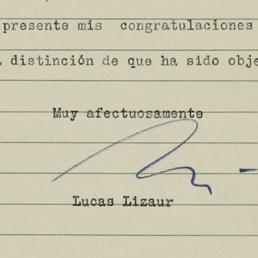 presente mis congratulaciones
distinción de que ha sido obje
Muy afectuosamente
Lucas Lizaur